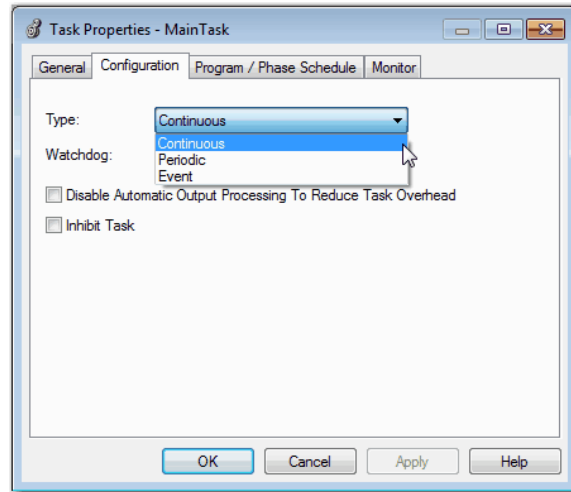 Task Properties - MainTask
General Configuration Program / Phase Schedule Monitor
Type: Continuous
Continuous
Watchdog: Periodic
Event
Disable Automatic Output Processing To Reduce Task Overhead
Inhibit Task
OK Cancel Apply Help